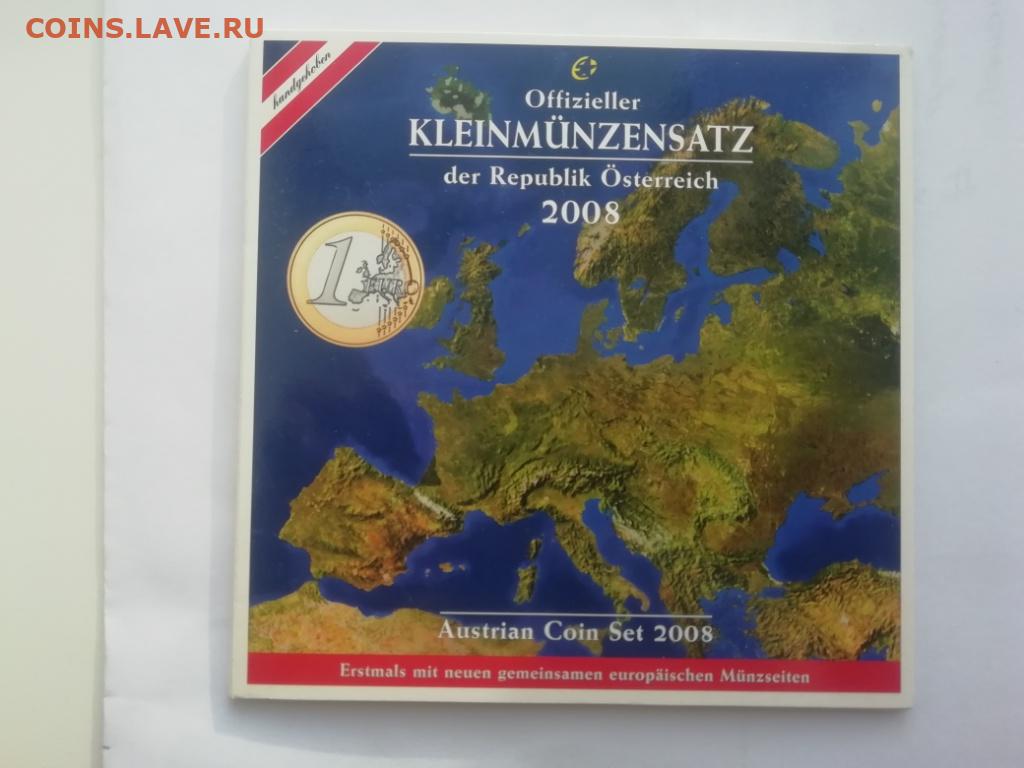 COINS.LAVE.RU
handgehoben
Offizieller
KLEINMÜNZENSATZ
der Republik Österreich
2008
1
EURO
Austrian Coin Set 2008
Erstmals mit neuen gemeinsamen europäischen Münzseiten